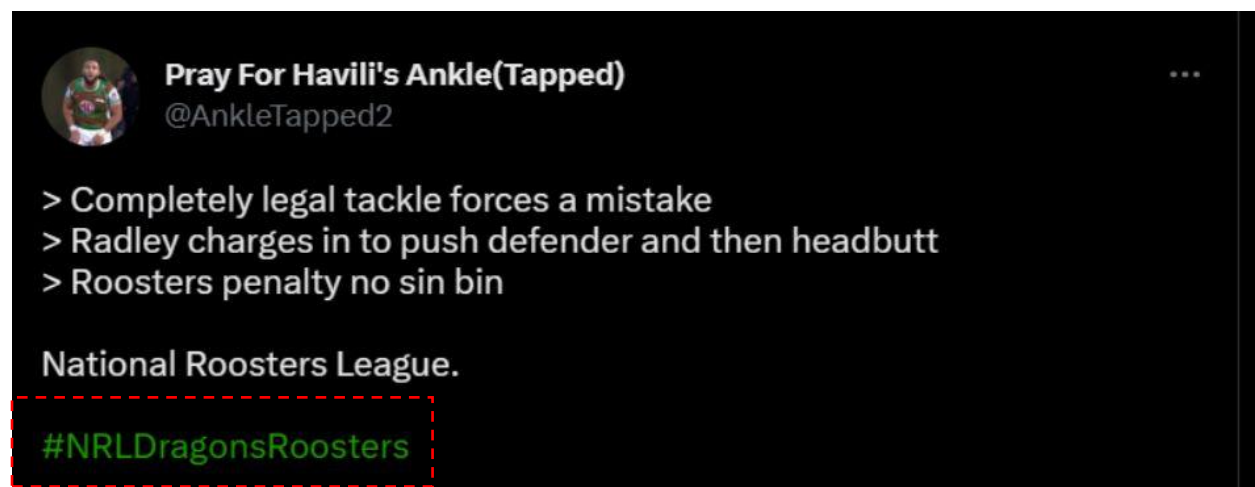 Pray For Havili's Ankle(Tapped)
@AnkleTapped2
> Completely legal tackle forces a mistake
> Radley charges in to push defender and then headbutt
> Roosters penalty no sin bin
National Roosters League.
#NRLDragonsRoosters